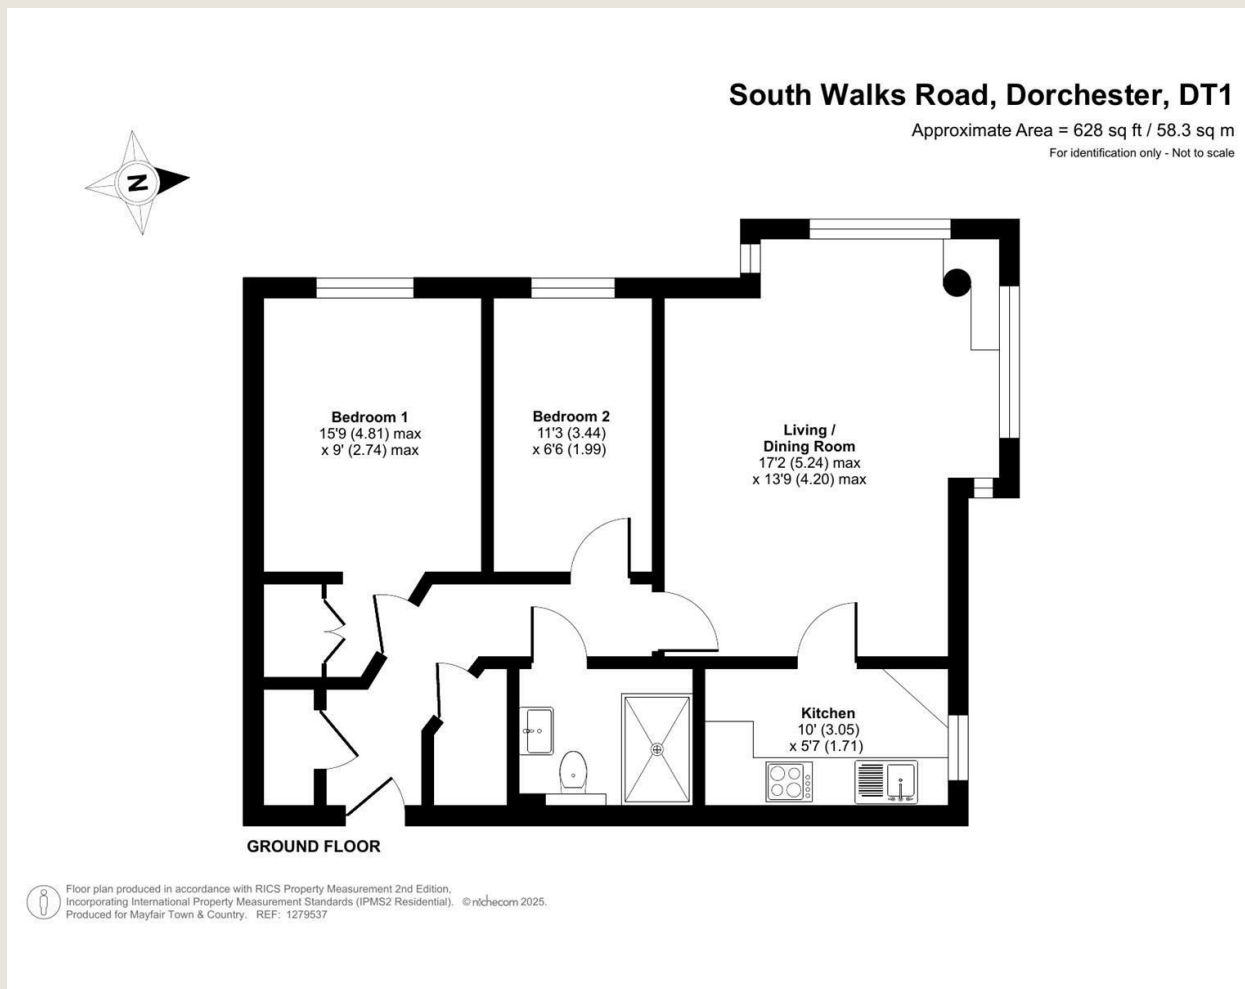 South Walks Road, Dorchester, DT1
Approximate Area = 628 sq ft / 58.3 sq m
For identification only - Not to scale
N
Bedroom 1
15'9 (4.81) max
x 9' (2.74) max
Bedroom 2
11'3 (3.44)
x 6'6 (1.99)
Living /
Dining Room
17'2 (5.24) max
x 13'9 (4.20) max
Kitchen
10' (3.05)
x 5'7 (1.71)
GROUND FLOOR
Floor plan produced in accordance with RICS Property Measurement 2nd Edition,
Incorporating International Property Measurement Standards (IPMS2 Residential). ©nichecom 2025.
Produced for Mayfair Town & Country. REF: 1279537